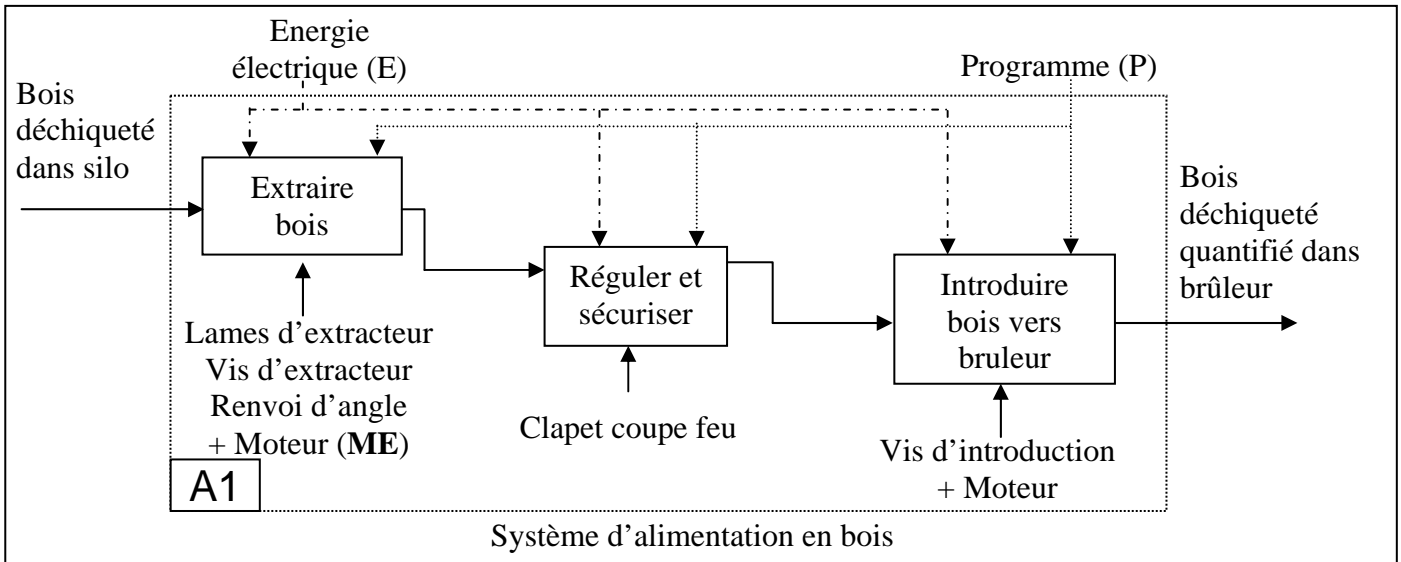 Energie
électrique (E)
Programme (P)
Bois
déchiqueté
dans silo
Extraire
bois
Bois
déchiqueté
quantifié dans
brûleur
Réguler et
sécuriser
Introduire
bois vers
bruleur
Lames d’extracteur
Vis d’extracteur
Renvoi d’angle
+ Moteur (ME)
Clapet coupe feu
Vis d’introduction
+ Moteur
A1
Système d’alimentation en bois